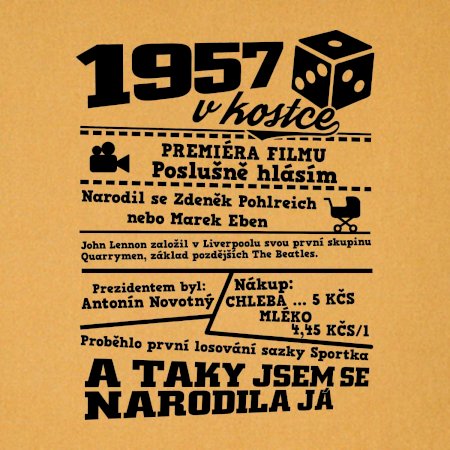 1957
v kostce
PREMIÉRA FILMU
Poslušně hlásím
Narodil se Zdeněk Pohlreich
nebo Marek Eben
John Lennon založil v Liverpoolu svou první skupinu
Quarrymen, základ pozdějších The Beatles.
Prezidentem byl:
Antonín Novotný
Nákup:
CHLEBA ... 5 KČS
MLÉKO
4,45 KČS/l
Proběhlo první losování sazky Sportka
A TAKY JSEM SE
NARODILA JÁ